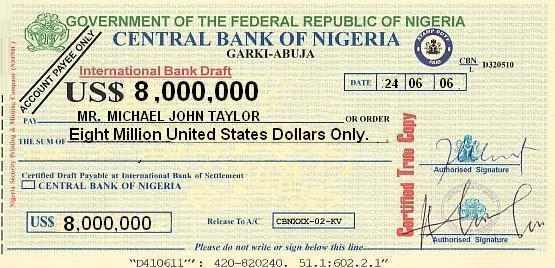 GOVERNMENT OF THE FEDERAL REPUBLIC OF NIGERIA
CENTRAL BANK OF NIGERIA
GARKI-ABUJA
STAMP DUTY
PAID
CBN
L D320510
ACCOUNT PAYEE ONLY
International Bank Draft
DATE 24 06 06
US$ 8,000,000
PAY MR. MICHAEL JOHN TAYLOR OR ORDER
THE SUM OF Eight Million United States Dollars Only.
Certified True Copy
Authorised Signature
Certified Draft Payable at International Bank of Settlement
CENTRAL BANK OF NIGERIA
US$ 8,000,000
Release To A/C CBNXXX-02-KV
Authorised Signature
Please do not write or sign below this line.
"D410611"': 420-820240. 51.1:602.2.1"
Nigeria Security Printing & Minting Company